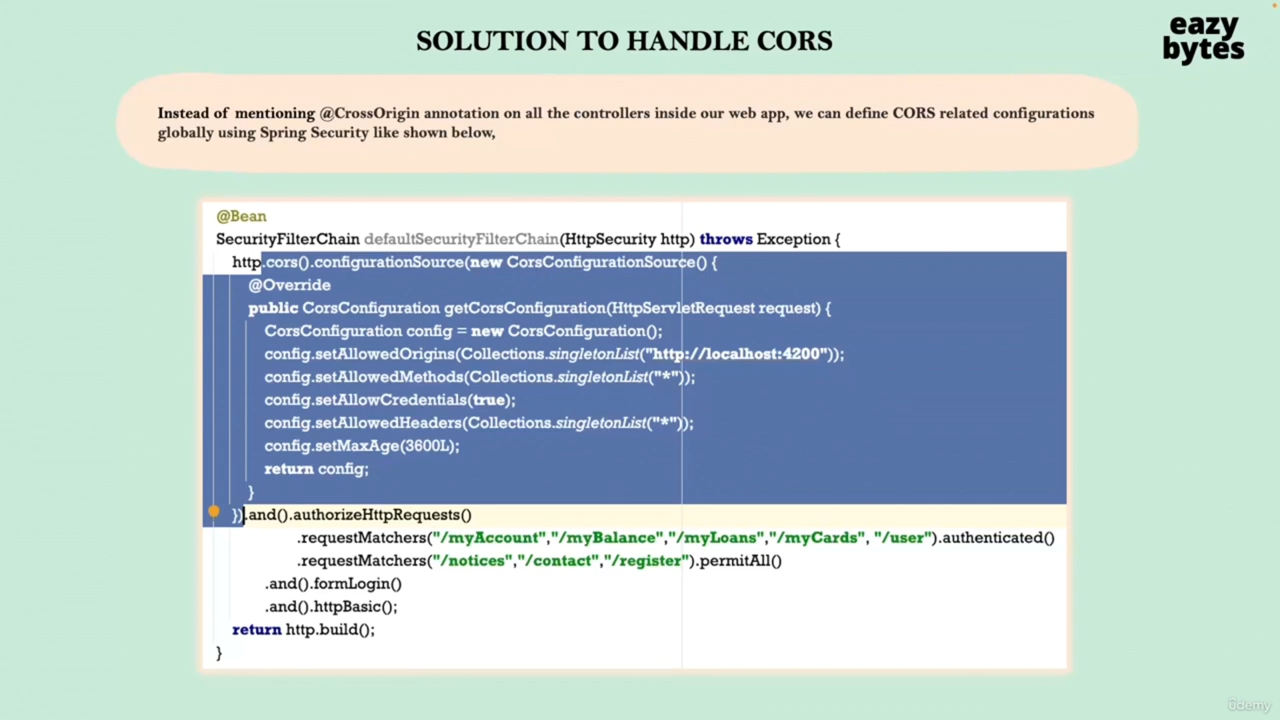 SOLUTION TO HANDLE CORS
eazy
bytes
Instead of mentioning @CrossOrigin annotation on all the controllers inside our web app, we can define CORS related configurations
globally using Spring Security like shown below,
@Bean
SecurityFilterChain defaultSecurityFilterChain(HttpSecurity http) throws Exception {
http.cors().configurationSource(new CorsConfigurationSource() {
@Override
public CorsConfiguration getCorsConfiguration(HttpServletRequest request) {
CorsConfiguration config = new CorsConfiguration();
config.setAllowedOrigins(Collections.singletonList("http://localhost:4200"));
config.setAllowedMethods(Collections.singletonList("*"));
config.setAllowCredentials(true);
config.setAllowedHeaders(Collections.singletonList("*"));
config.setMaxAge(3600L);
return config;
}
}).and().authorizeHttpRequests()
.requestMatchers("/myAccount","/myBalance","/myLoans","/myCards", "/user").authenticated()
.requestMatchers("/notices","/contact","/register").permitAll()
.and().formLogin()
.and().httpBasic();
return http.build();
}
ûdemy